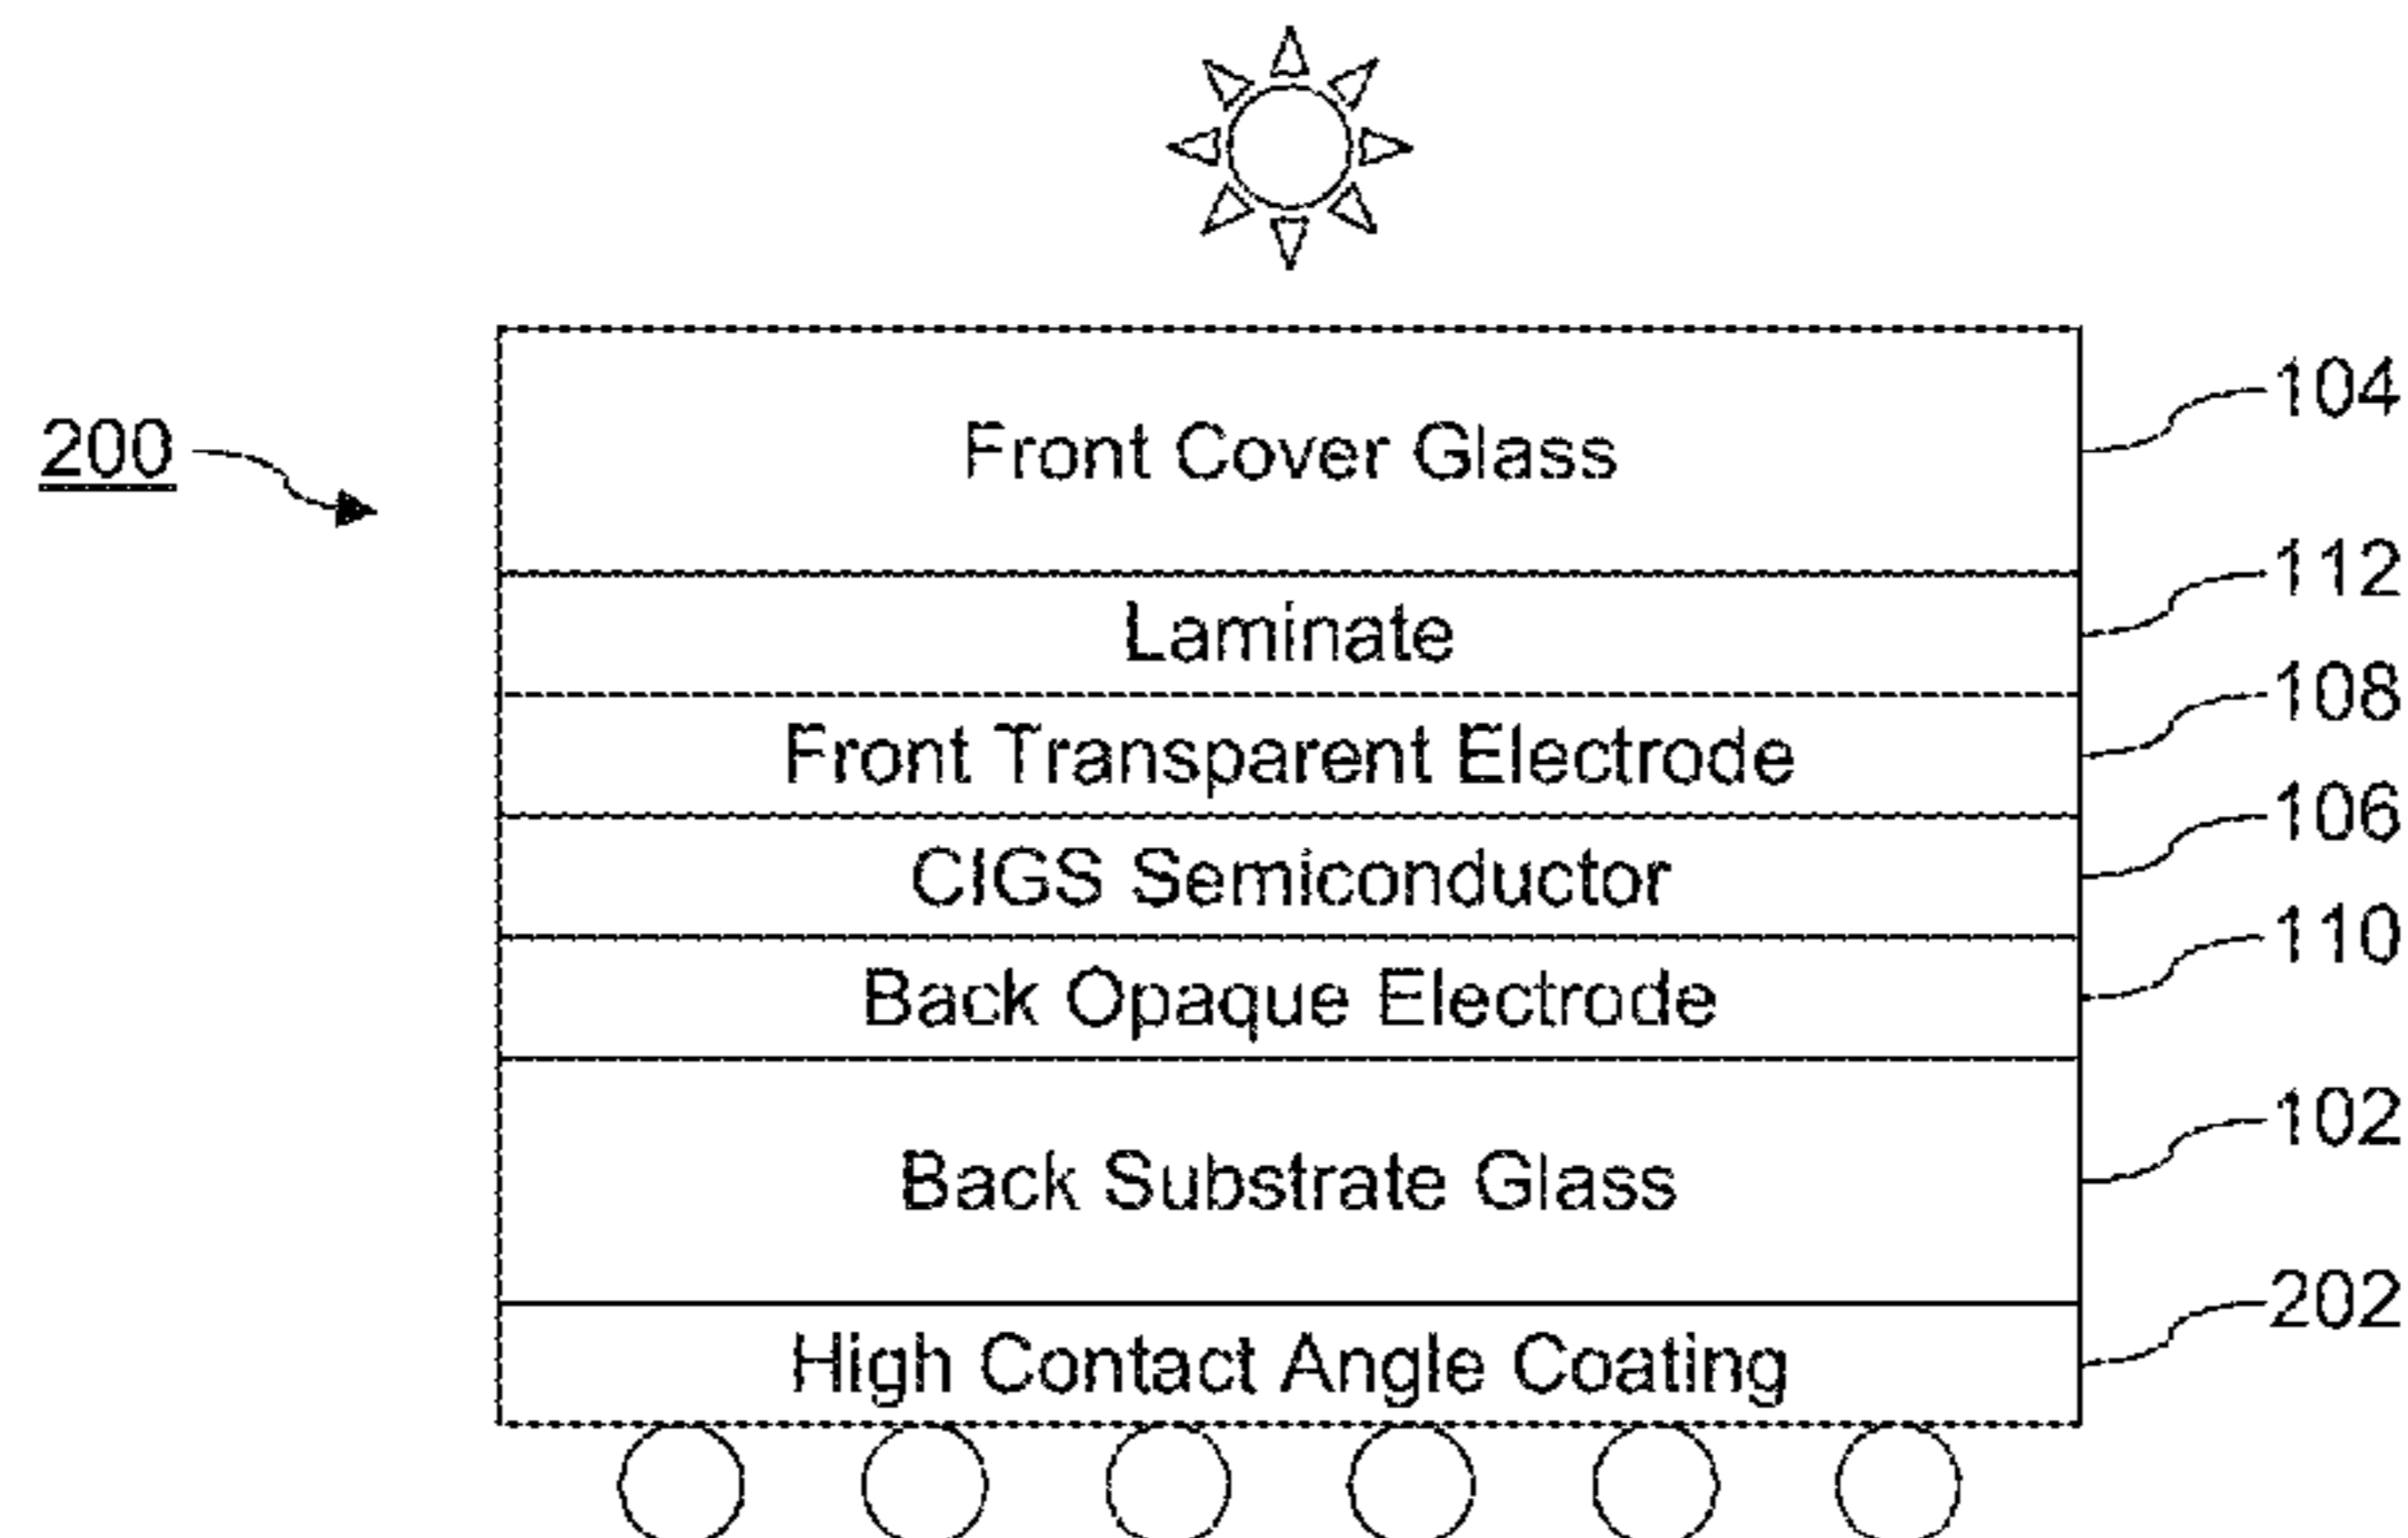 200
Front Cover Glass
104
Laminate
112
Front Transparent Electrode
108
CIGS Semiconductor
106
Back Opaque Electrode
110
Back Substrate Glass
102
High Contact Angle Coating
202